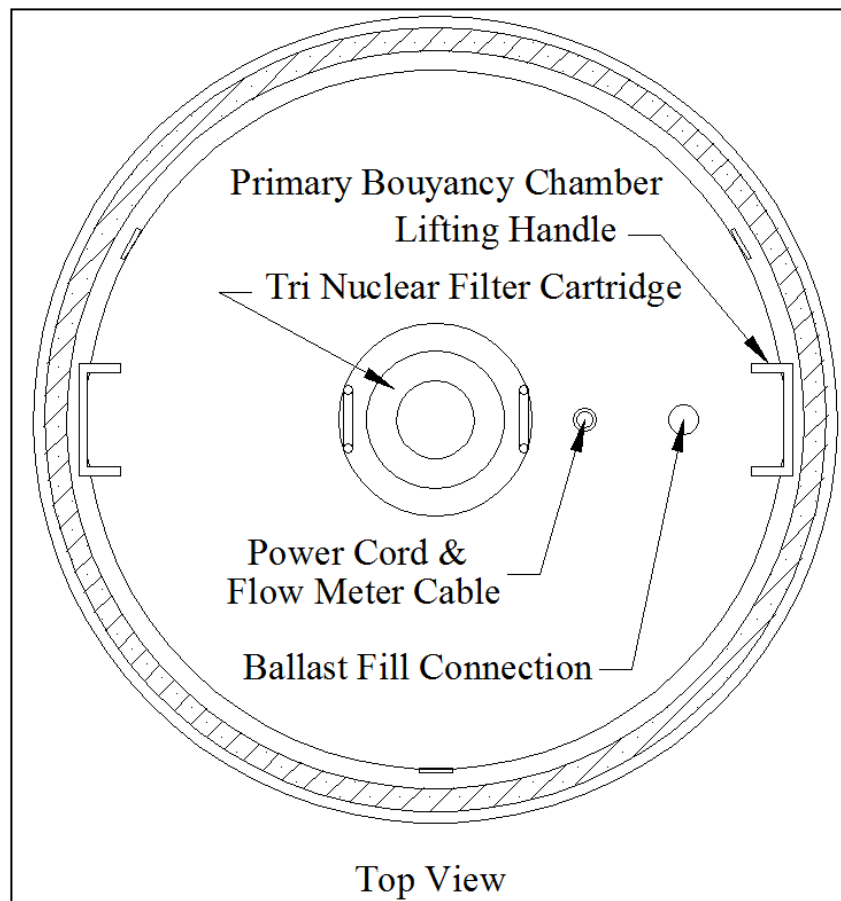 Primary Bouyancy Chamber
Lifting Handle
Tri Nuclear Filter Cartridge
Power Cord &
Flow Meter Cable
Ballast Fill Connection
Top View